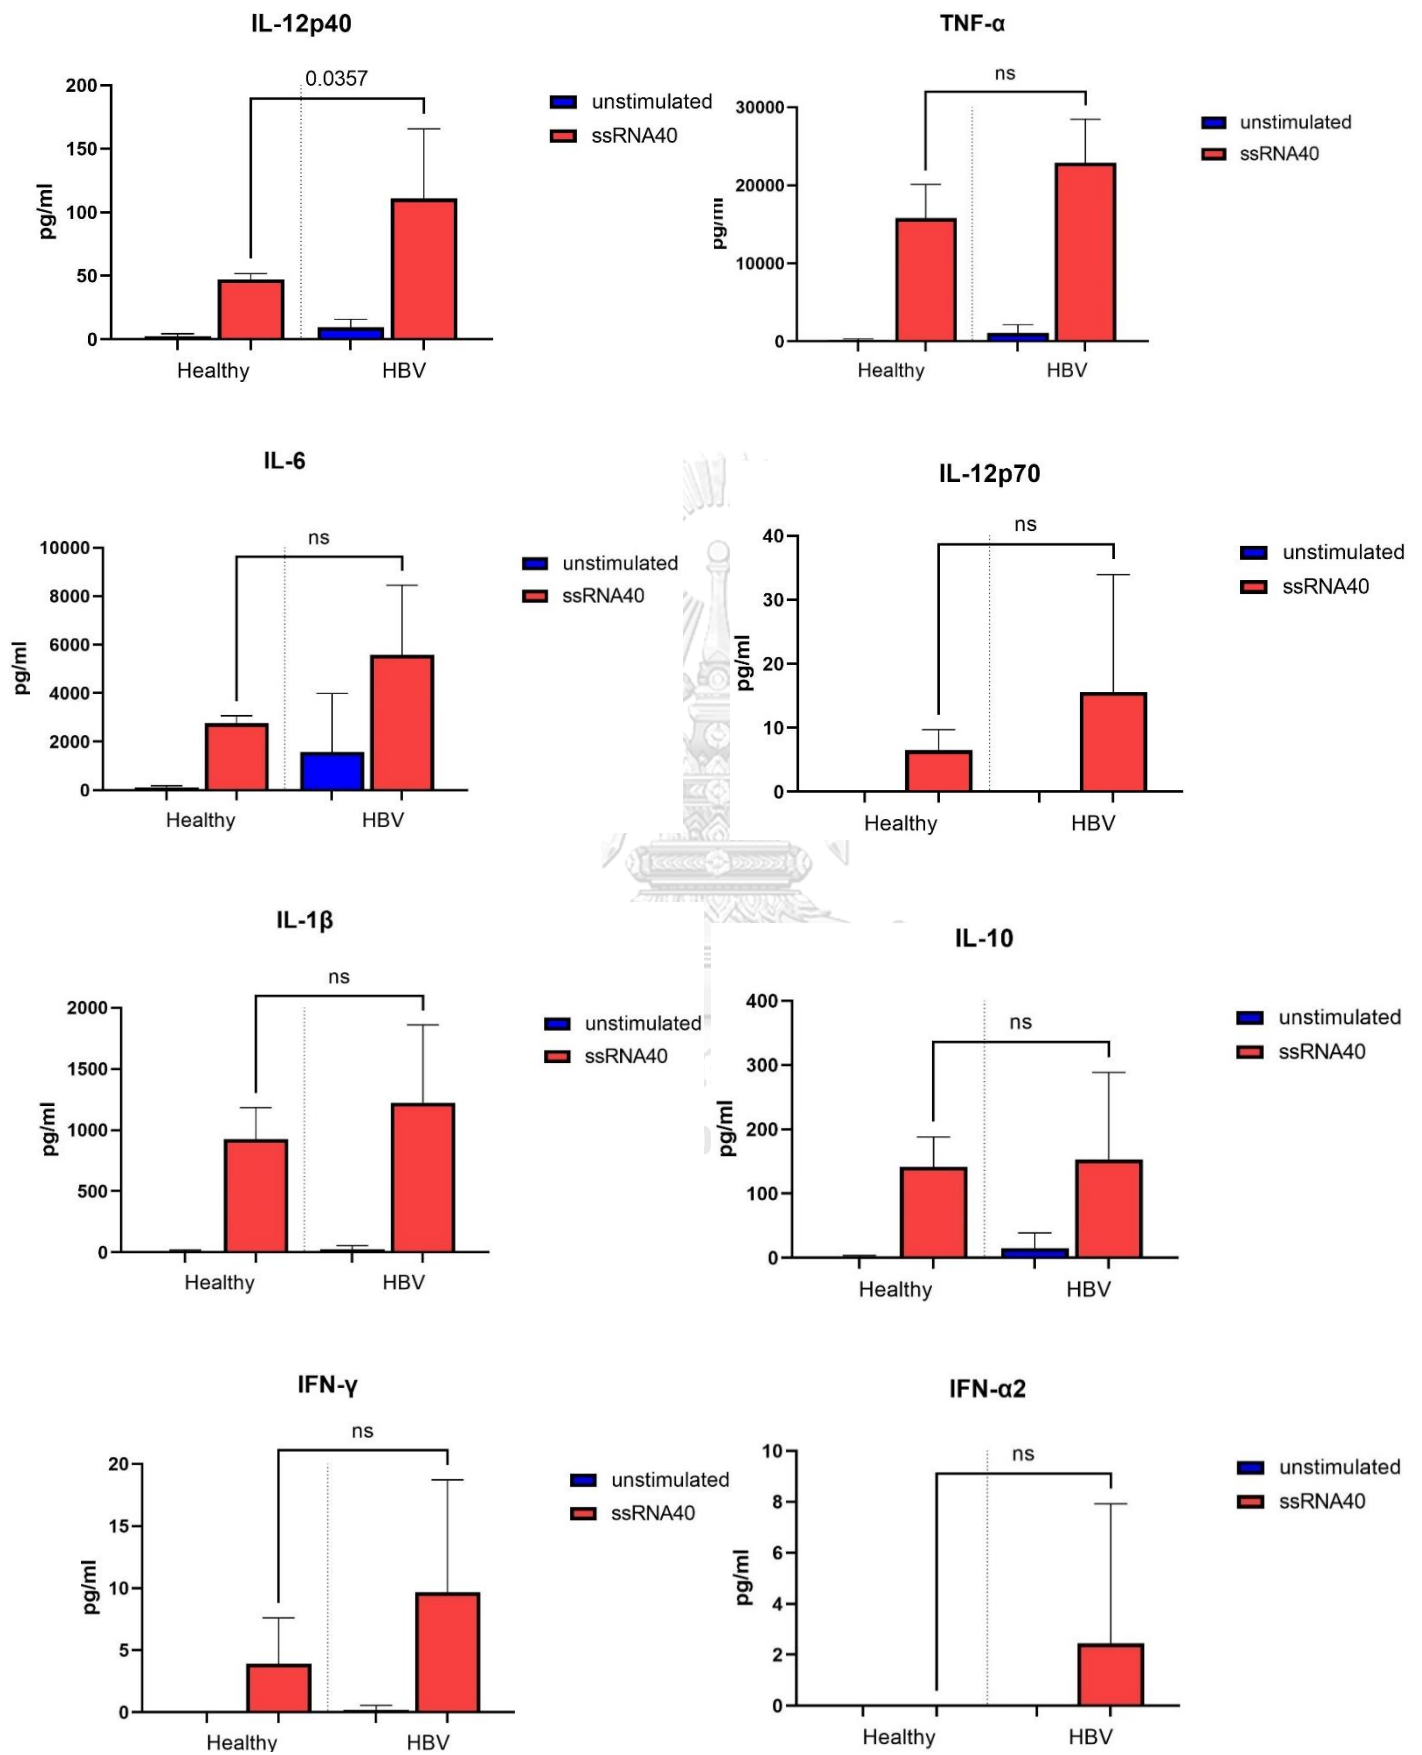 IL-12p40
0.0357
200
150
100
50
0
pg/ml
Healthy
HBV
unstimulated
ssRNA40
TNF-α
ns
30000
20000
10000
0
pg/ml
Healthy
HBV
unstimulated
ssRNA40
IL-6
ns
10000
8000
6000
4000
2000
0
pg/ml
Healthy
HBV
unstimulated
ssRNA40
IL-12p70
ns
40
30
20
10
0
pg/ml
Healthy
HBV
unstimulated
ssRNA40
IL-1β
ns
2000
1500
1000
500
0
pg/ml
Healthy
HBV
unstimulated
ssRNA40
IL-10
ns
400
300
200
100
0
pg/ml
Healthy
HBV
unstimulated
ssRNA40
IFN-γ
ns
20
15
10
5
0
pg/ml
Healthy
HBV
unstimulated
ssRNA40
IFN-α2
ns
10
8
6
4
2
0
pg/ml
Healthy
HBV
unstimulated
ssRNA40